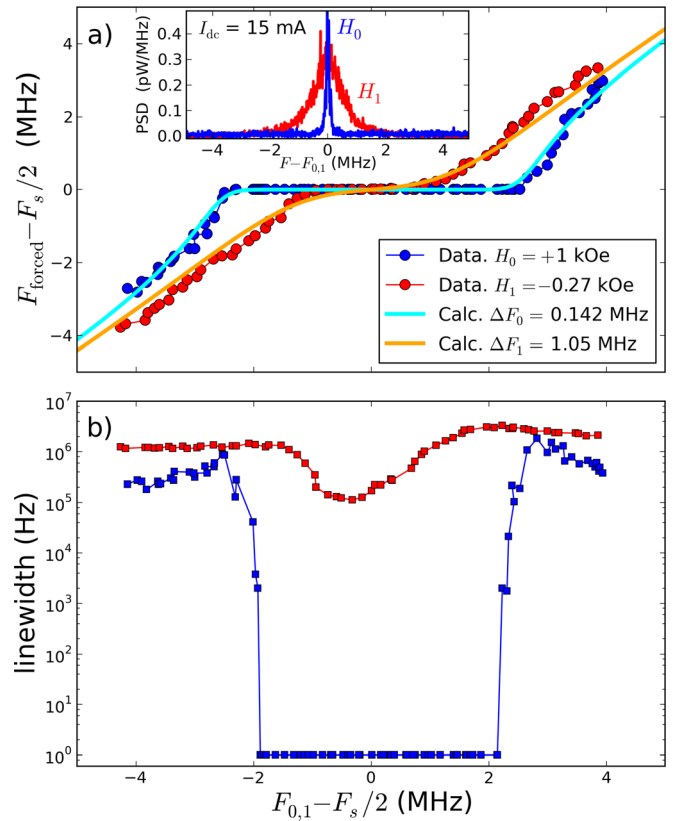 a)
I_dc = 15 mA
H_0
H_1
PSD (pW/MHz)
0.4
0.3
0.2
0.1
0.0
−4 −2 0 2 4
F−F_0,1 (MHz)
F_forced−F_s/2 (MHz)
4
2
0
−2
−4
Data. H_0=+1 kOe
Data. H_1=−0.27 kOe
Calc. ΔF_0= 0.142 MHz
Calc. ΔF_1= 1.05 MHz
b)
linewidth (Hz)
10^7
10^6
10^5
10^4
10^3
10^2
10^1
10^0
−4 −2 0 2 4
F_0,1−F_s/2 (MHz)